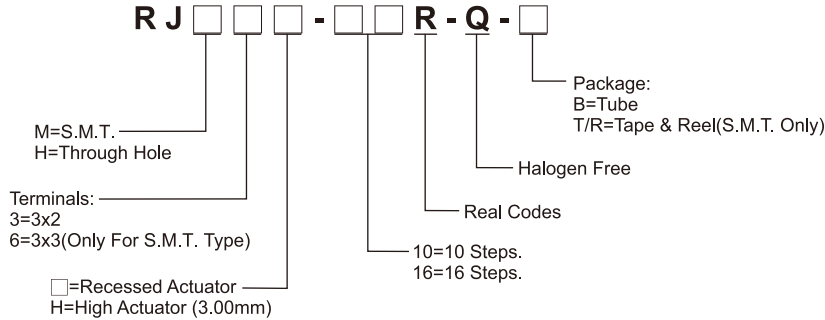 RJ□□□-□□R-Q-□
Package:
B=Tube
T/R=Tape & Reel(S.M.T. Only)
M=S.M.T.
H=Through Hole
Halogen Free
Terminals:
3=3x2
6=3x3(Only For S.M.T. Type)
Real Codes
10=10 Steps.
16=16 Steps.
□=Recessed Actuator
H=High Actuator (3.00mm)